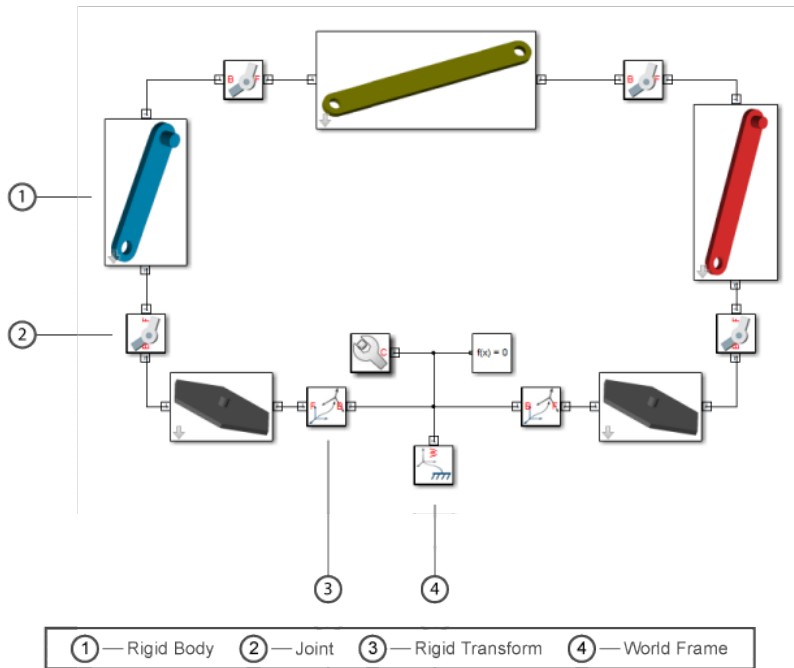 B F
B F
1
F
B
F
B
2
C
f(x) = 0
F B
B F
W
3
4
1 — Rigid Body 2 — Joint 3 — Rigid Transform 4 — World Frame